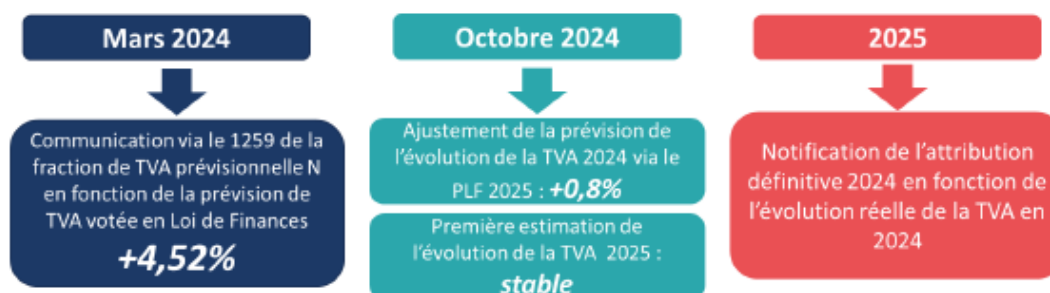 Mars 2024
Communication via le 1259 de la
fraction de TVA prévisionnelle N
en fonction de la prévision de
TVA votée en Loi de Finances
+4,52%
Octobre 2024
Ajustement de la prévision de
l'évolution de la TVA 2024 via le
PLF 2025 : +0,8%
Première estimation de
l'évolution de la TVA 2025 :
stable
2025
Notification de l'attribution
définitive 2024 en fonction de
l'évolution réelle de la TVA en
2024